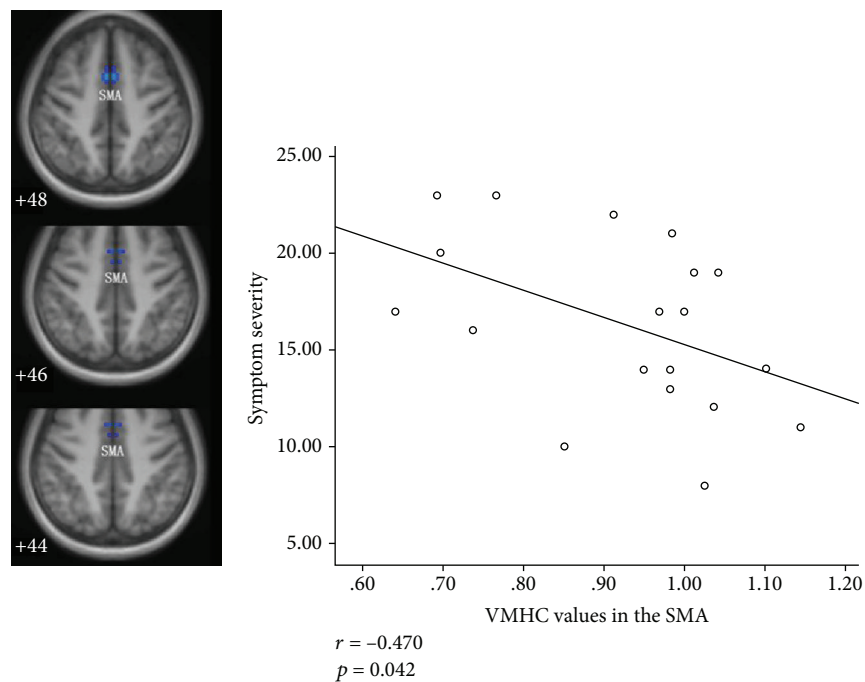 SMA
+48
SMA
+46
SMA
+44
Symptom severity
25.00
20.00
15.00
10.00
5.00
.60 .70 .80 .90 1.00 1.10 1.20
VMHC values in the SMA
r = –0.470
p = 0.042